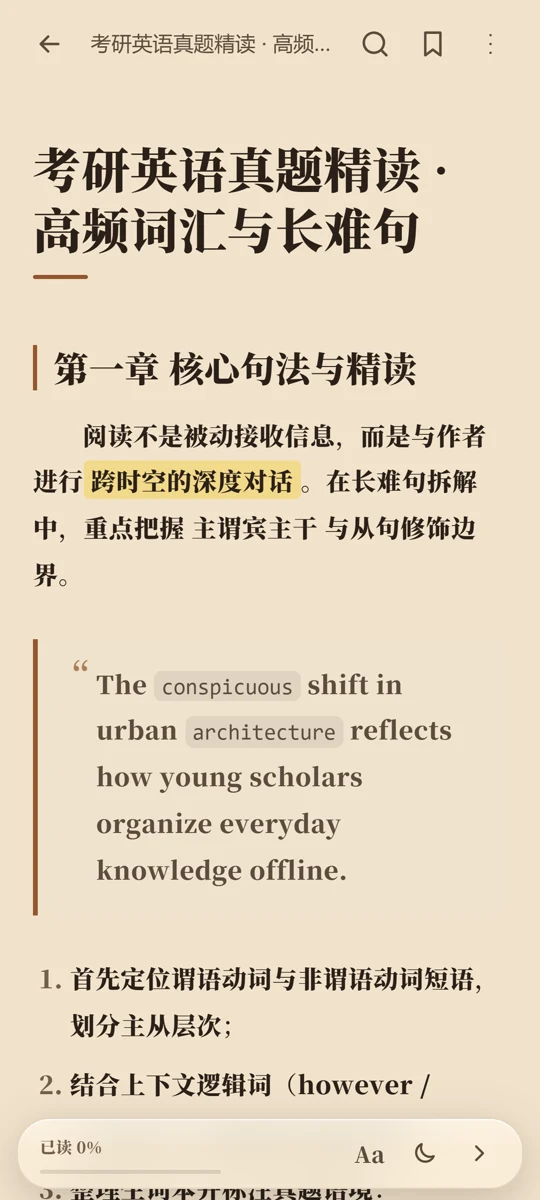 考研英语真题精读 · 高频...
考研英语真题精读 ·
高频词汇与长难句
第一章 核心句法与精读
阅读不是被动接收信息，而是与作者
进行 跨时空的深度对话 。在长难句拆解
中，重点把握 主谓宾主干 与从句修饰边
界。
“ The conspicuous shift in
urban architecture reflects
how young scholars
organize everyday
knowledge offline.
1. 首先定位谓语动词与非谓语动词短语，
划分主从层次；
2. 结合上下文逻辑词（however /
已读 0%
Aa